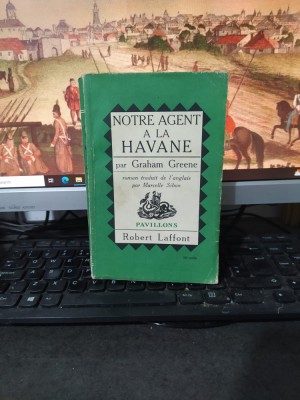 NOTRE AGENT
A LA
HAVANE
par Graham Greene
roman traduit de l'anglais
par Marcelle Sibon
PAVILLONS
Robert Laffont